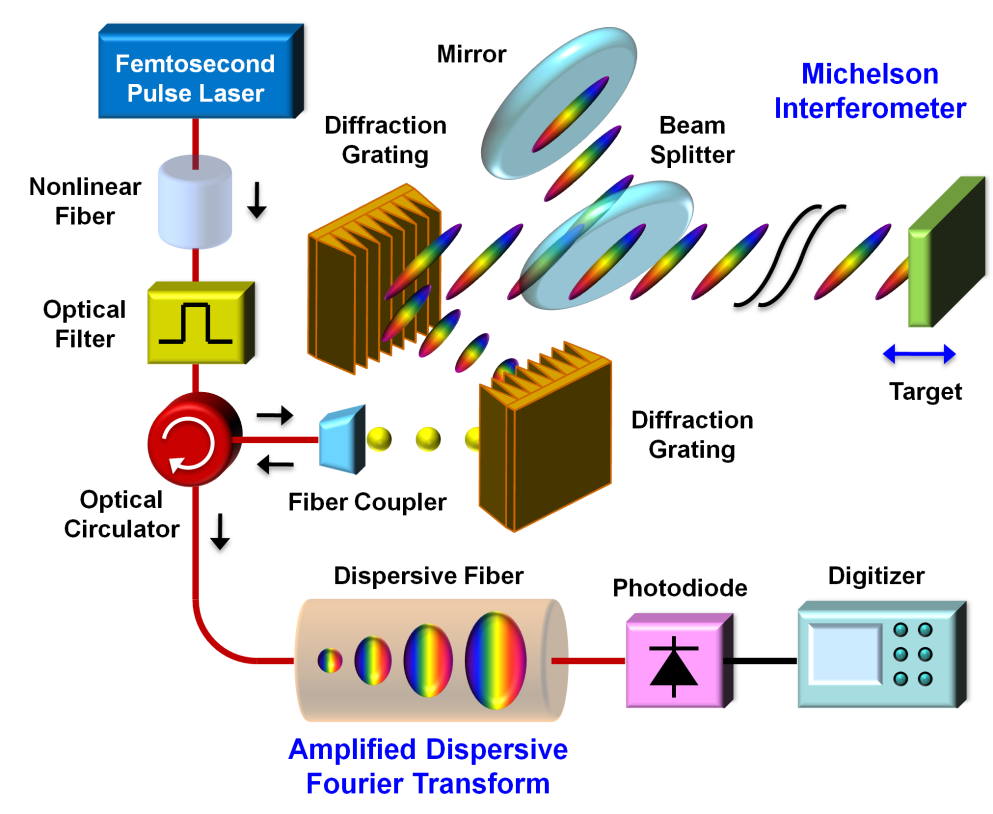 Femtosecond
Pulse Laser
Mirror
Michelson
Interferometer
Diffraction
Grating
Beam
Splitter
Nonlinear
Fiber
Optical
Filter
Target
Diffraction
Grating
Fiber Coupler
Optical
Circulator
Dispersive Fiber
Photodiode
Digitizer
Amplified Dispersive
Fourier Transform